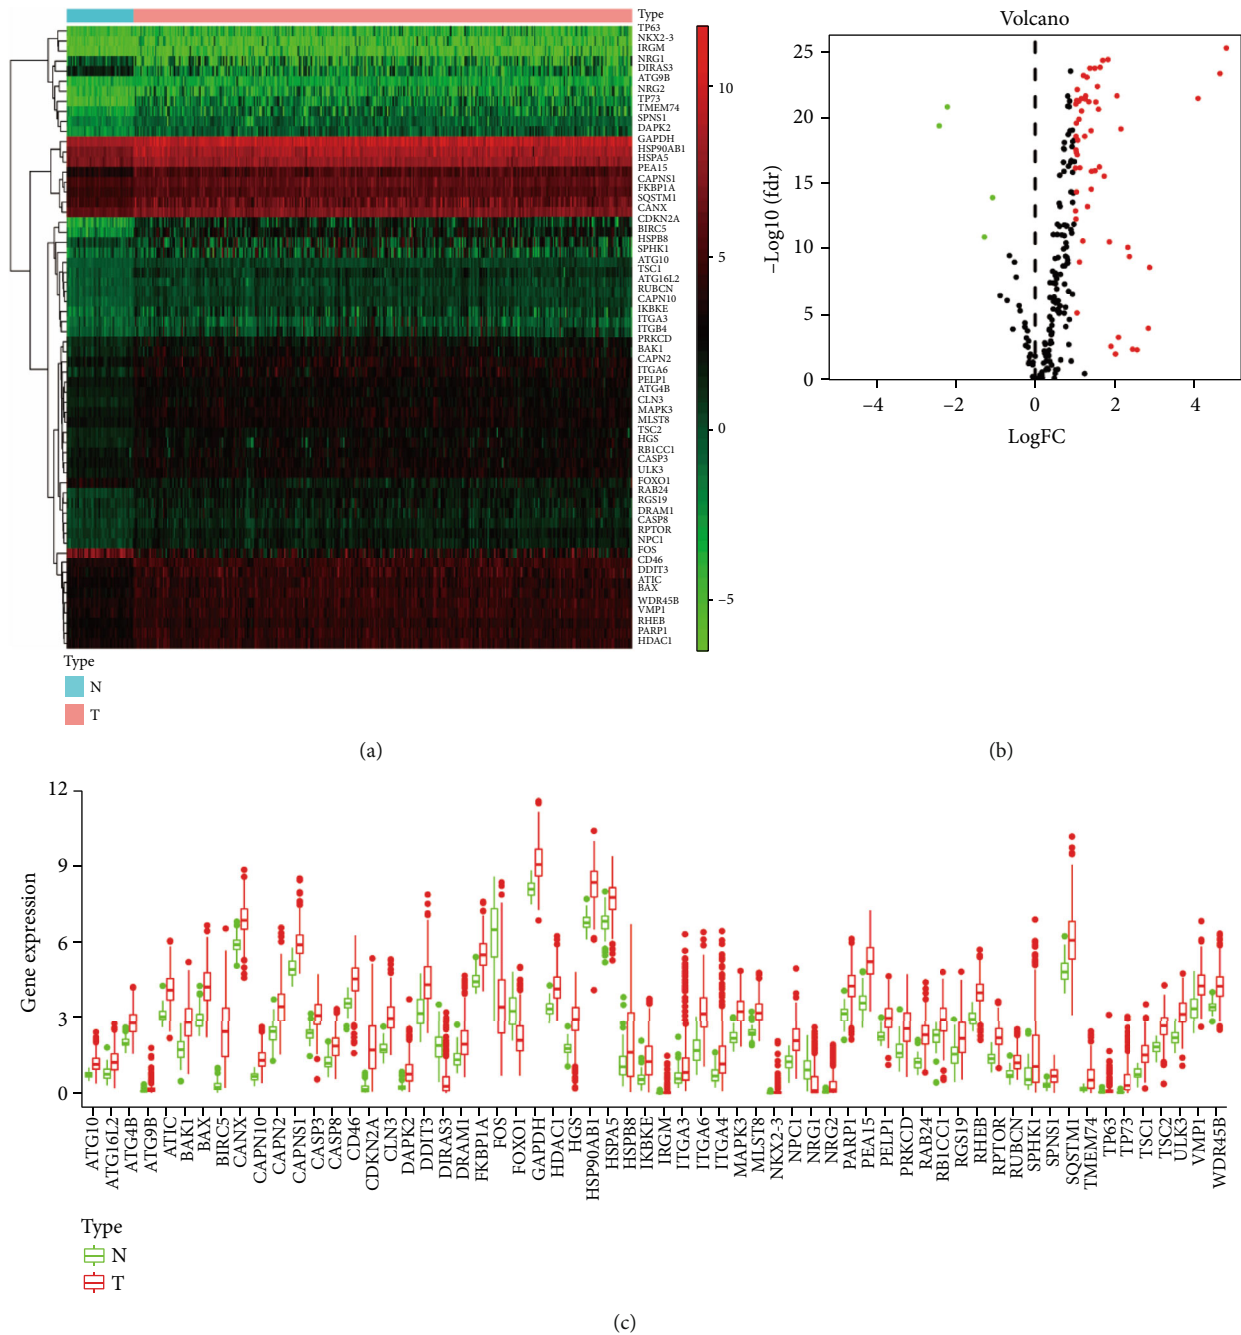 Type
TP63
NKX2-3
IRGM
NRG1
DIRAS3
ATG9B
NRG2
TP73
TMEM74
SPNS1
DAPK2
GAPDH
HSP90AB1
HSPA5
PEA15
CAPNS1
FKBP1A
SQSTM1
CANX
CDKN2A
BIRC5
HSPB8
SPHK1
ATG10
TSC1
ATG16L2
RUBCN
CAPN10
IKBKE
ITGA3
ITGB4
PRKCD
BAK1
CAPN2
ITGA6
PELP1
ATG4B
CLN3
MAPK3
MLST8
TSC2
HGS
RB1CC1
CASP3
ULK3
FOXO1
RAB24
RGS19
DRAM1
CASP8
RPTOR
NPC1
FOS
CD46
DDIT3
ATIC
BAX
WDR45B
VMP1
RHEB
PARP1
HDAC1
10
5
0
−5
Type
N
T
(a)
Volcano
25
20
15
10
5
0
−Log10 (fdr)
−4 −2 0 2 4
LogFC
(b)
12
9
6
3
0
Gene expression
ATG10
ATG16L2
ATG4B
ATG9B
ATIC
BAK1
BAX
BIRC5
CANX
CAPN10
CAPN2
CAPNS1
CASP3
CASP8
CD46
CDKN2A
CLN3
DAPK2
DDIT3
DIRAS3
DRAM1
FKBP1A
FOS
FOXO1
GAPDH
HDAC1
HGS
HSP90AB1
HSPA5
HSPB8
IKBKE
IRGM
ITGA3
ITGA6
ITGA4
MAPK3
MLST8
NKX2-3
NPC1
NRG1
NRG2
PARP1
PEA15
PELP1
PRKCD
RAB24
RB1CC1
RGS19
RHEB
RPTOR
RUBCN
SPHK1
SPNS1
SQSTM1
TMEM74
TP63
TP73
TSC1
TSC2
ULK3
VMP1
WDR45B
Type
N
T
(c)